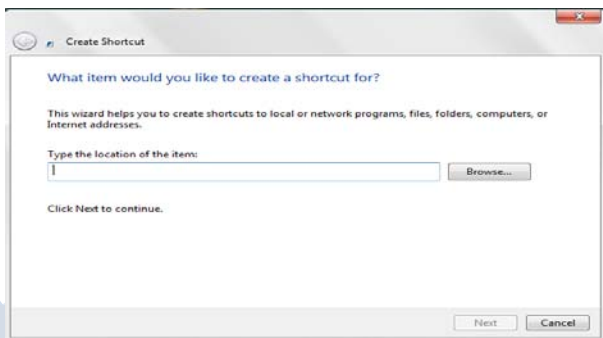 Create Shortcut
What item would you like to create a shortcut for?
This wizard helps you to create shortcuts to local or network programs, files, folders, computers, or
Internet addresses.
Type the location of the item:
Browse...
Click Next to continue.
Next
Cancel